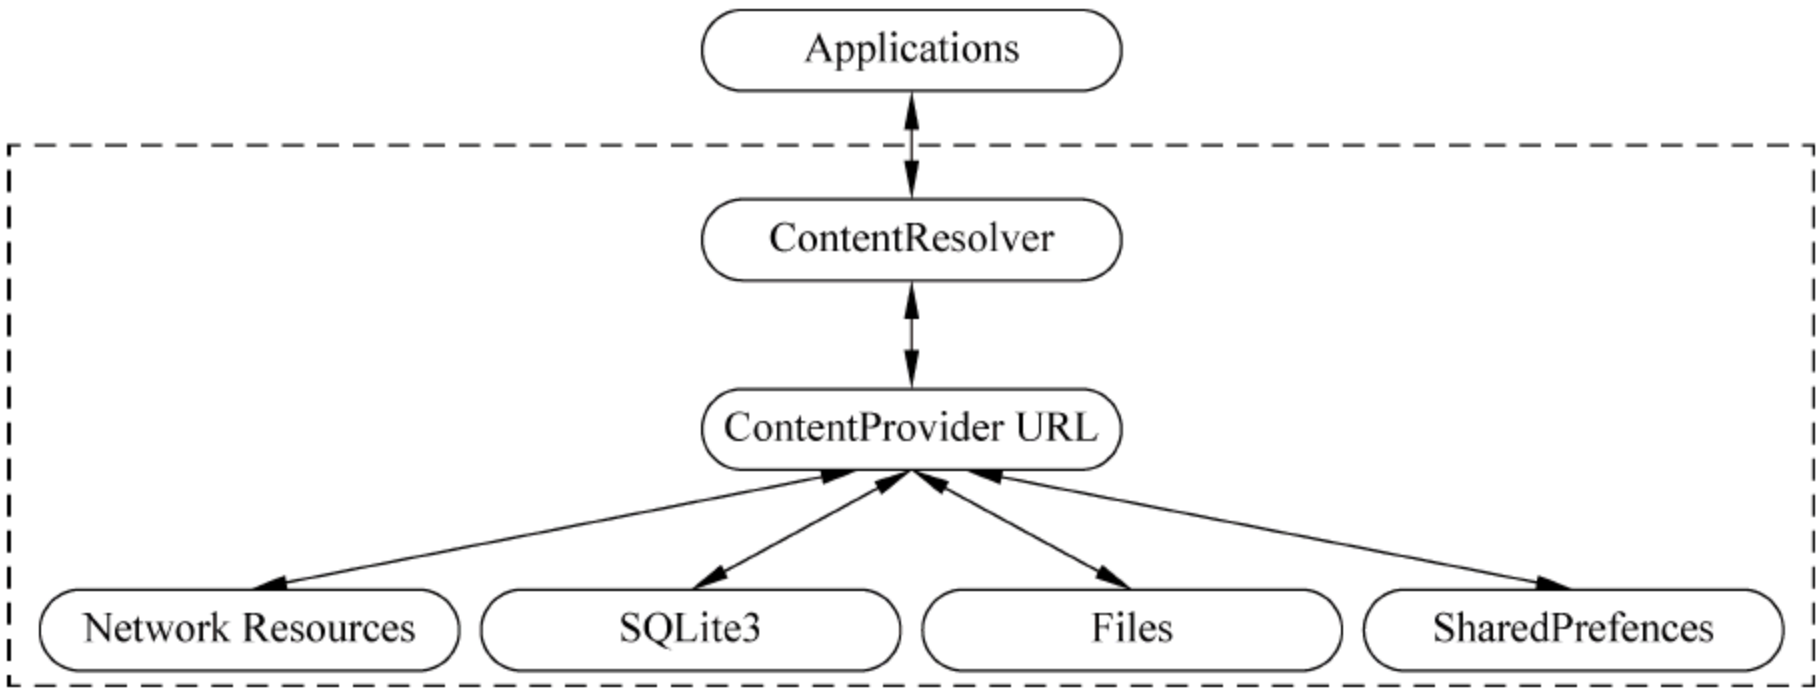 Applications
ContentResolver
ContentProvider URL
Network Resources
SQLite3
Files
SharedPrefences